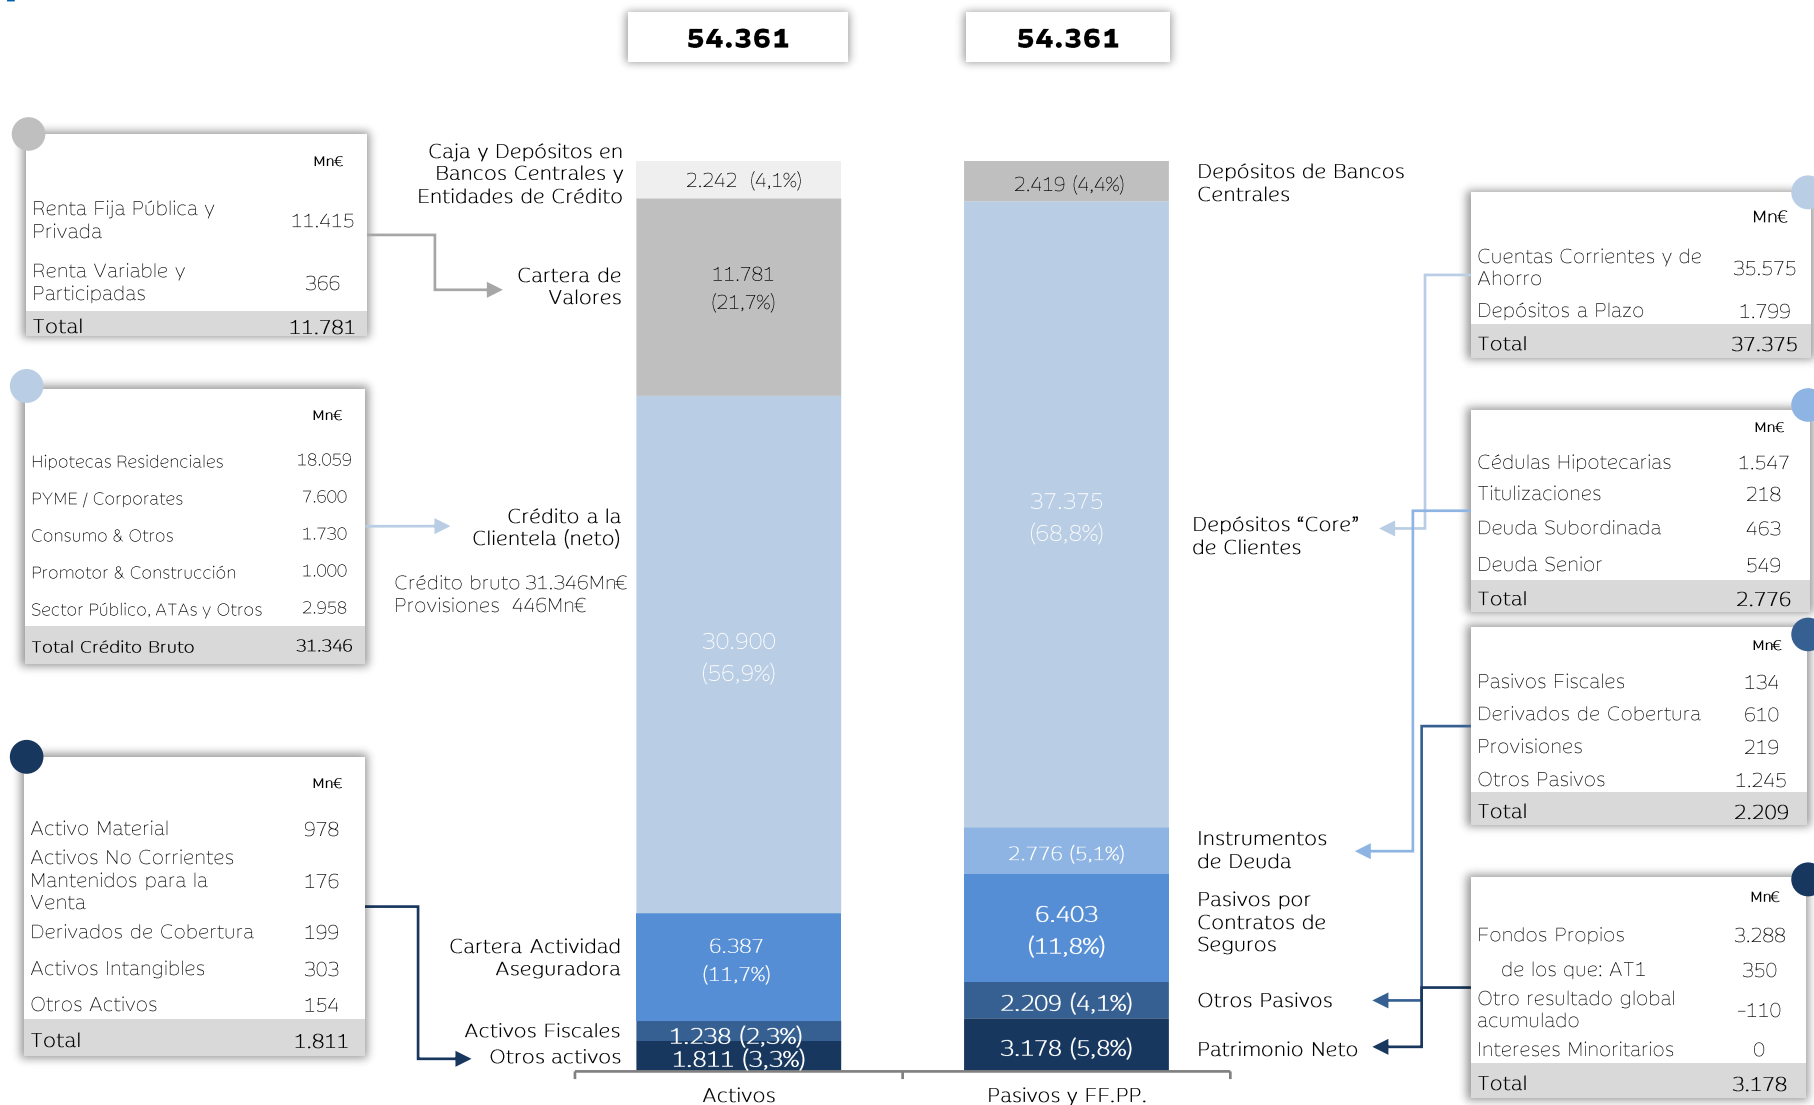 54.361
54.361
Mn€
Renta Fija Pública y
Privada
11.415
Renta Variable y
Participadas
366
Total 11.781
Mn€
Hipotecas Residenciales 18.059
PYME / Corporates 7.600
Consumo & Otros 1.730
Promotor & Construcción 1.000
Sector Público, ATAs y Otros 2.958
Total Crédito Bruto 31.346
Mn€
Activo Material 978
Activos No Corrientes
Mantenidos para la
Venta
176
Derivados de Cobertura 199
Activos Intangibles 303
Otros Activos 154
Total 1.811
Caja y Depósitos en
Bancos Centrales y
Entidades de Crédito
Cartera de
Valores
Crédito a la
Clientela (neto)
Crédito bruto 31.346Mn€
Provisiones 446Mn€
Cartera Actividad
Aseguradora
Activos Fiscales
Otros activos
2.242 (4,1%)
11.781
(21,7%)
30.900
(56,9%)
6.387
(11,7%)
1.238 (2,3%)
1.811 (3,3%)
Activos
2.419 (4,4%)
37.375
(68,8%)
2.776 (5,1%)
6.403
(11,8%)
2.209 (4,1%)
3.178 (5,8%)
Pasivos y FF.PP.
Depósitos de Bancos
Centrales
Depósitos “Core”
de Clientes
Instrumentos
de Deuda
Pasivos por
Contratos de
Seguros
Otros Pasivos
Patrimonio Neto
Mn€
Cuentas Corrientes y de
Ahorro
35.575
Depósitos a Plazo 1.799
Total 37.375
Mn€
Cédulas Hipotecarias 1.547
Titulizaciones 218
Deuda Subordinada 463
Deuda Senior 549
Total 2.776
Mn€
Pasivos Fiscales 134
Derivados de Cobertura 610
Provisiones 219
Otros Pasivos 1.245
Total 2.209
Mn€
Fondos Propios 3.288
de los que: AT1 350
Otro resultado global
acumulado
-110
Intereses Minoritarios 0
Total 3.178